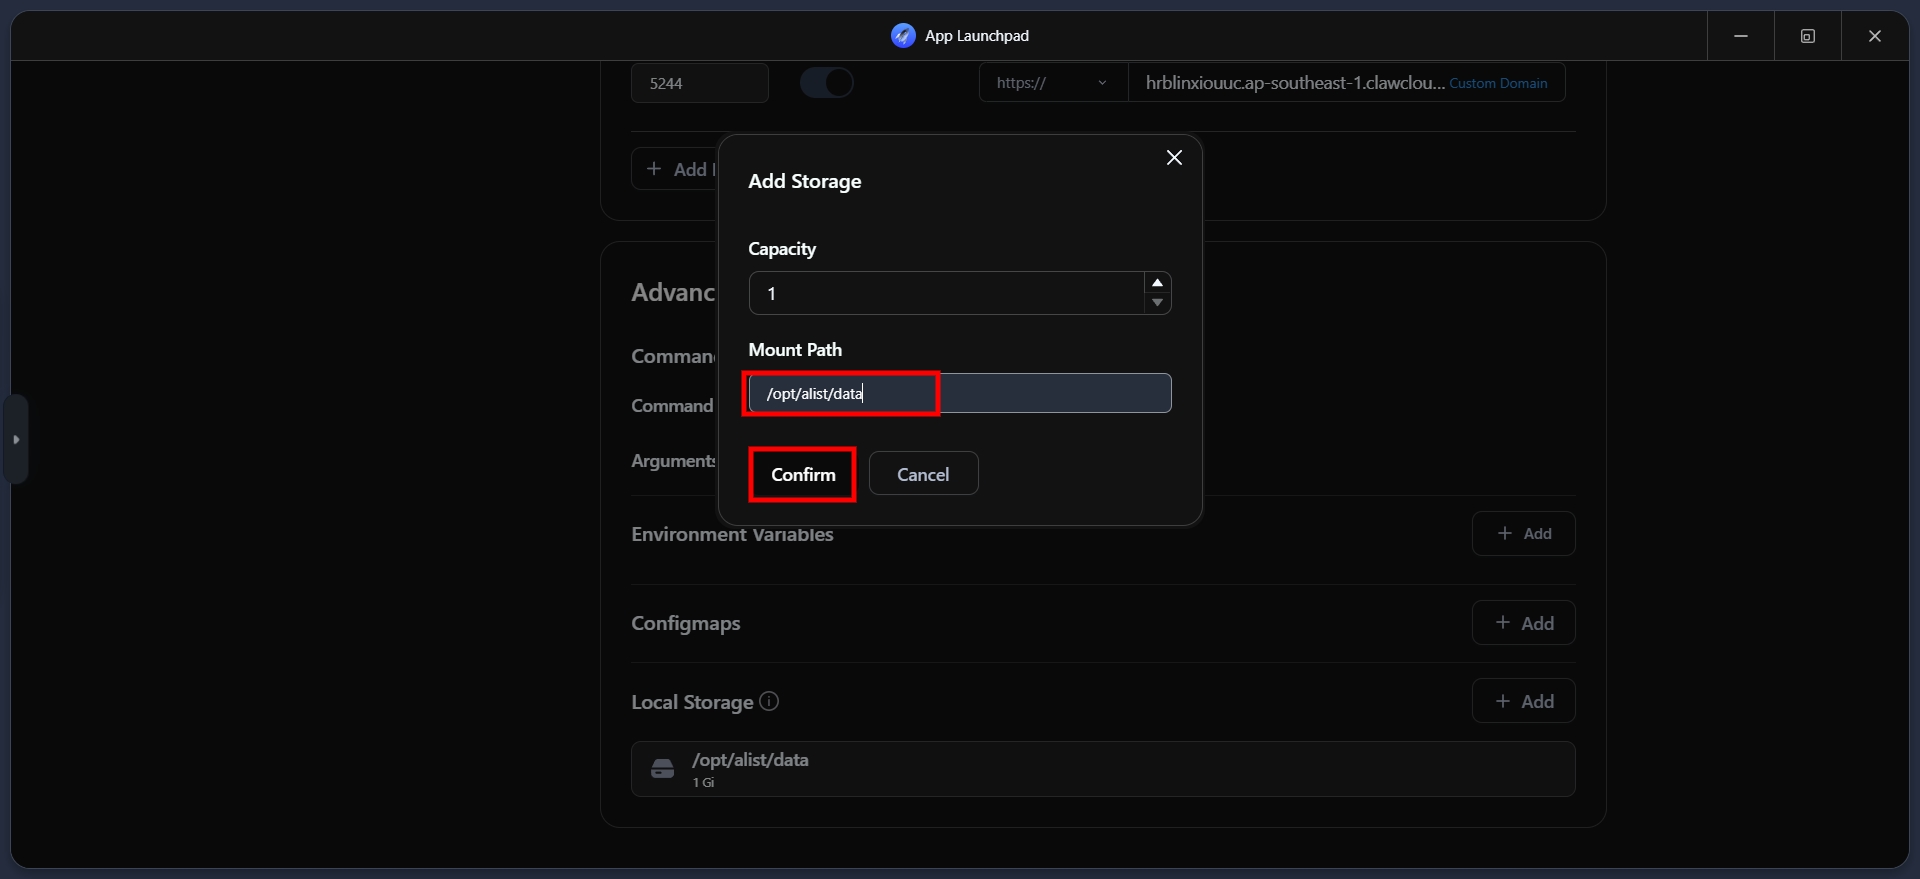 App Launchpad
5244
https://
hrblinxiouuc.ap-southeast-1.clawclou... Custom Domain
+ Add
Add Storage
Capacity
1
Mount Path
/opt/alist/data
Confirm
Cancel
Advanc
Comman
Command
Arguments
Environment Variables
+ Add
Configmaps
+ Add
Local Storage
+ Add
/opt/alist/data
1 Gi